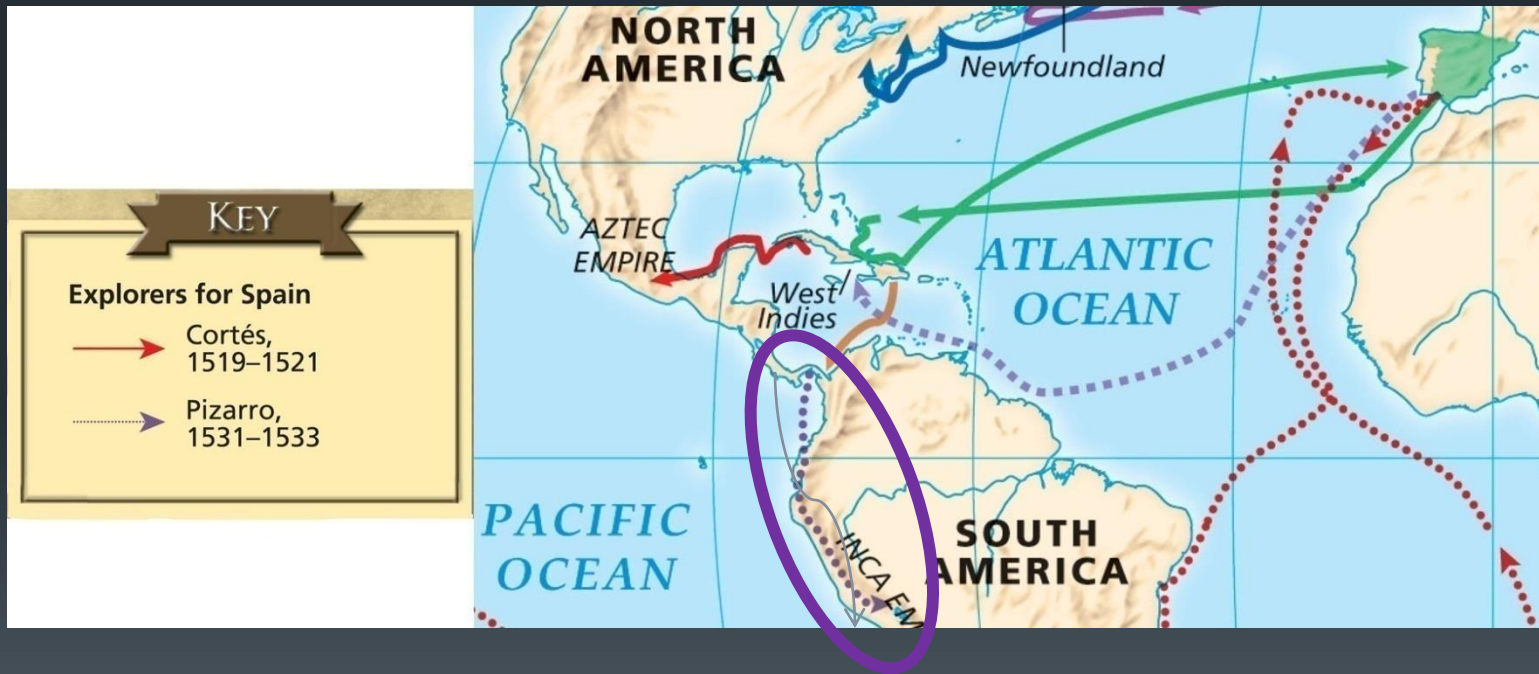 KEY
Explorers for Spain
Cortés,
1519–1521
Pizarro,
1531–1533
NORTH
AMERICA
Newfoundland
AZTEC
EMPIRE
West
Indies
ATLANTIC
OCEAN
PACIFIC
OCEAN
SOUTH
AMERICA
INCA EM